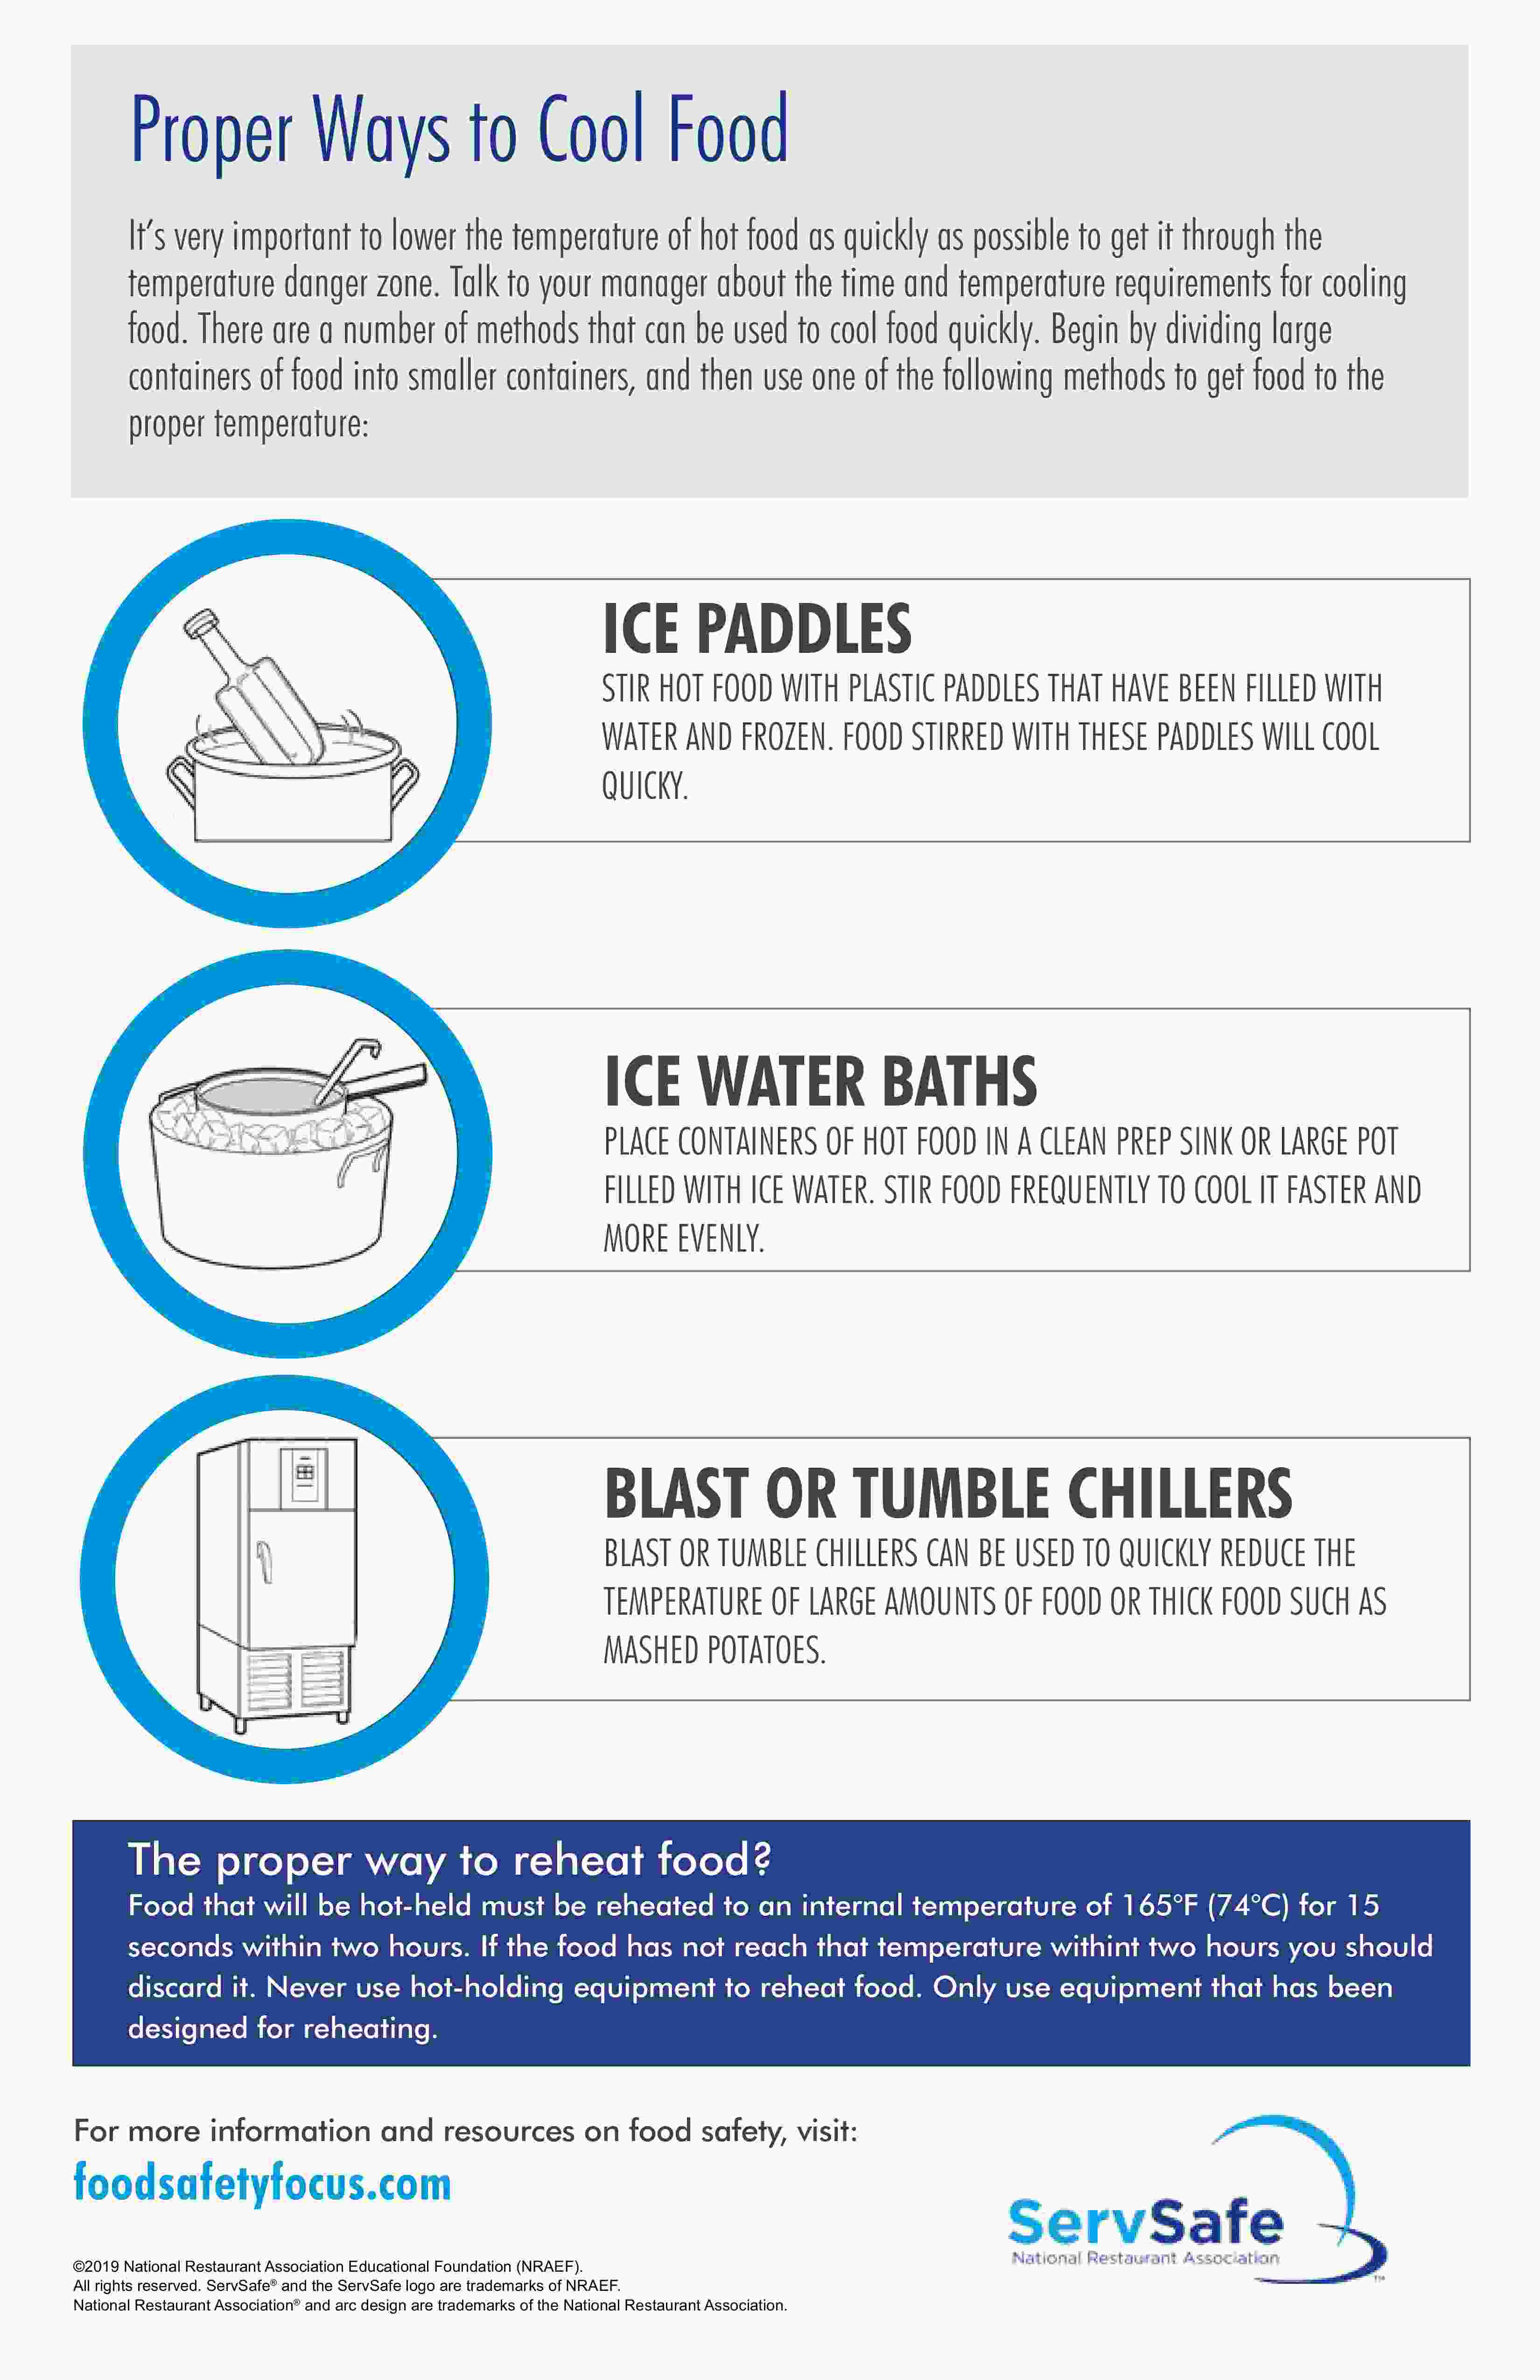 Proper Ways to Cool Food
It's very important to lower the temperature of hot food as quickly as possible to get it through the
temperature danger zone. Talk to your manager about the time and temperature requirements for cooling
food. There are a number of methods that can be used to cool food quickly. Begin by dividing large
containers of food into smaller containers, and then use one of the following methods to get food to the
proper temperature:
ICE PADDLES
STIR HOT FOOD WITH PLASTIC PADDLES THAT HAVE BEEN FILLED WITH
WATER AND FROZEN. FOOD STIRRED WITH THESE PADDLES WILL COOL
QUICKY.
ICE WATER BATHS
PLACE CONTAINERS OF HOT FOOD IN A CLEAN PREP SINK OR LARGE POT
FILLED WITH ICE WATER. STIR FOOD FREQUENTLY TO COOL IT FASTER AND
MORE EVENLY.
BLAST OR TUMBLE CHILLERS
BLAST OR TUMBLE CHILLERS CAN BE USED TO QUICKLY REDUCE THE
TEMPERATURE OF LARGE AMOUNTS OF FOOD OR THICK FOOD SUCH AS
MASHED POTATOES.
The proper way to reheat food?
Food that will be hot-held must be reheated to an internal temperature of 165°F (74°C) for 15
seconds within two hours. If the food has not reach that temperature withint two hours you should
discard it. Never use hot-holding equipment to reheat food. Only use equipment that has been
designed for reheating.
For more information and resources on food safety, visit:
foodsafetyfocus.com
ServSafe
National Restaurant Association
TM
©2019 National Restaurant Association Educational Foundation (NRAEF).
All rights reserved. ServSafe® and the ServSafe logo are trademarks of NRAEF.
National Restaurant Association® and arc design are trademarks of the National Restaurant Association.